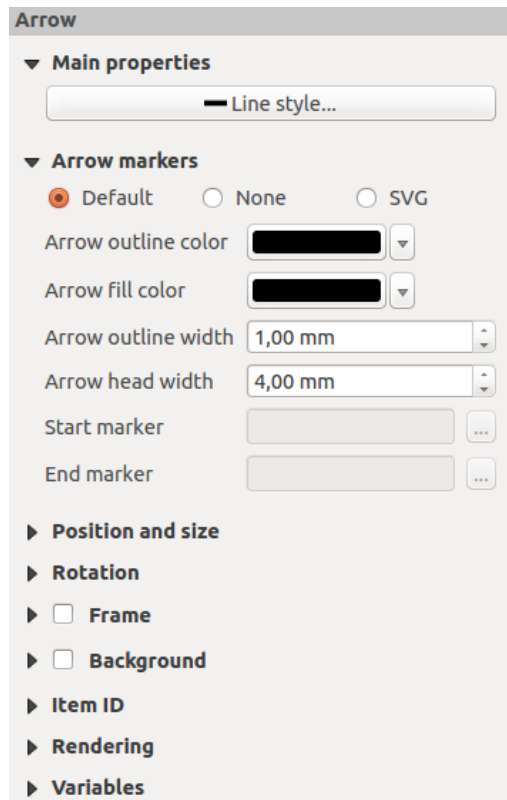 Arrow
Main properties
Line style...
Arrow markers
Default None SVG
Arrow outline color
Arrow fill color
Arrow outline width 1,00 mm
Arrow head width 4,00 mm
Start marker ...
End marker ...
Position and size
Rotation
Frame
Background
Item ID
Rendering
Variables